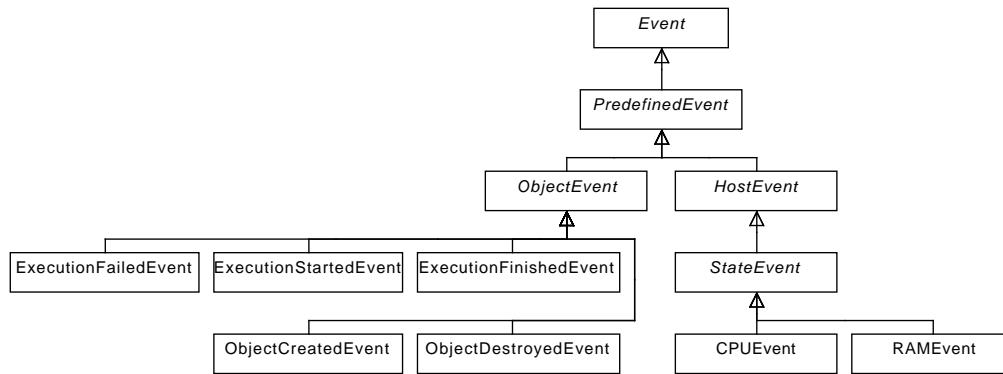 Event
PredefinedEvent
ObjectEvent
HostEvent
ExecutionFailedEvent
ExecutionStartedEvent
ExecutionFinishedEvent
StateEvent
ObjectCreatedEvent
ObjectDestroyedEvent
CPUEvent
RAMEvent